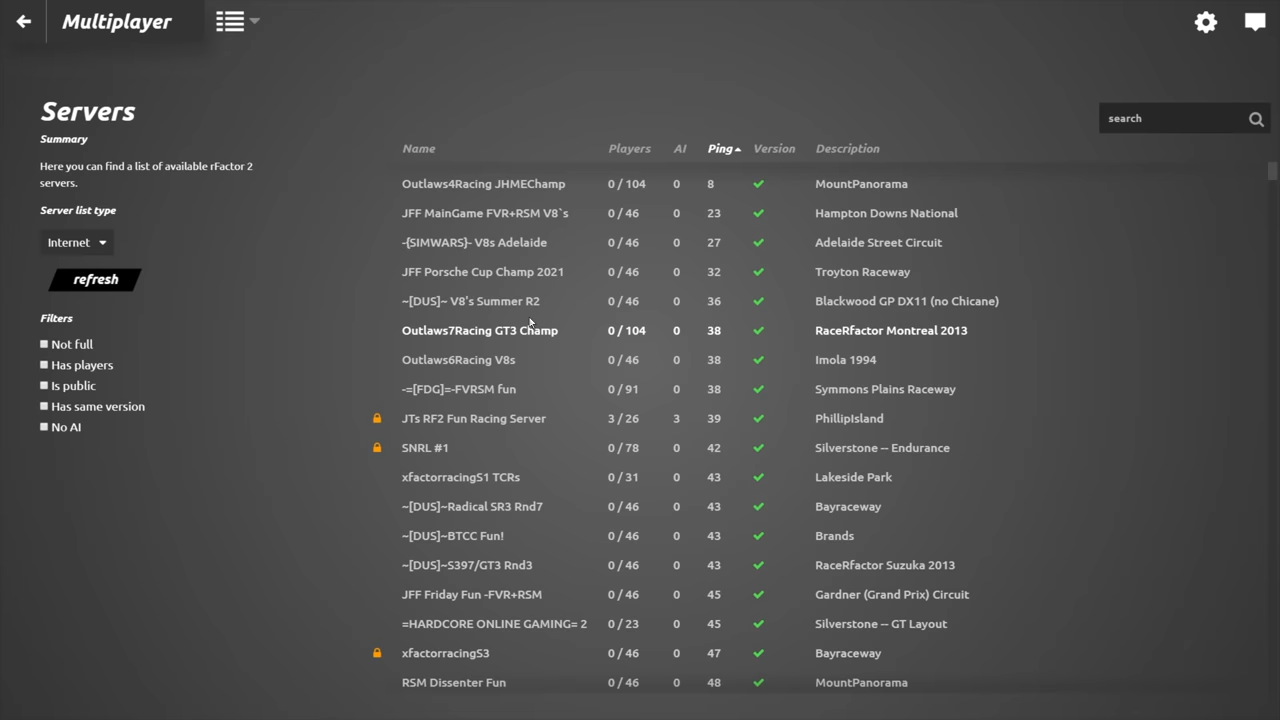 Multiplayer
Servers
Summary
Here you can find a list of available rFactor 2
servers.
Server list type
Internet
refresh
Filters
Not full
Has players
Is public
Has same version
No AI
search
Name Players AI Ping Version Description
Outlaws4Racing JHMEChamp 0 / 104 0 8 MountPanorama
JFF MainGame FVR+RSM V8`s 0 / 46 0 23 Hampton Downs National
-{SIMWARS}- V8s Adelaide 0 / 46 0 27 Adelaide Street Circuit
JFF Porsche Cup Champ 2021 0 / 46 0 32 Troyton Raceway
~[DUS]~ V8's Summer R2 0 / 46 0 36 Blackwood GP DX11 (no Chicane)
Outlaws7Racing GT3 Champ 0 / 104 0 38 RaceRfactor Montreal 2013
Outlaws6Racing V8s 0 / 46 0 38 Imola 1994
-=[FDG]=-FVRSM fun 0 / 91 0 38 Symmons Plains Raceway
JTs RF2 Fun Racing Server 3 / 26 3 39 PhillipIsland
SNRL #1 0 / 78 0 42 Silverstone -- Endurance
xfactorracingS1 TCRs 0 / 31 0 43 Lakeside Park
~[DUS]~Radical SR3 Rnd7 0 / 46 0 43 Bayraceway
~[DUS]~BTCC Fun! 0 / 46 0 43 Brands
~[DUS]~S397/GT3 Rnd3 0 / 46 0 43 RaceRfactor Suzuka 2013
JFF Friday Fun -FVR+RSM 0 / 46 0 45 Gardner (Grand Prix) Circuit
=HARDCORE ONLINE GAMING= 2 0 / 23 0 45 Silverstone -- GT Layout
xfactorracingS3 0 / 46 0 47 Bayraceway
RSM Dissenter Fun 0 / 46 0 48 MountPanorama